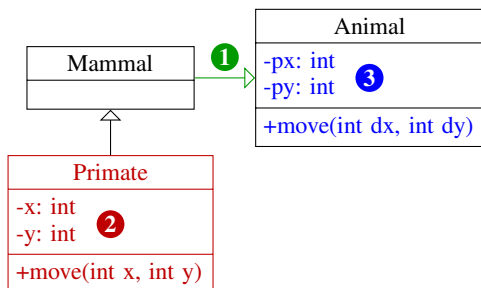 Animal
-px: int
-py: int
3
+move(int dx, int dy)
1
Mammal
Primate
-x: int
-y: int
2
+move(int x, int y)